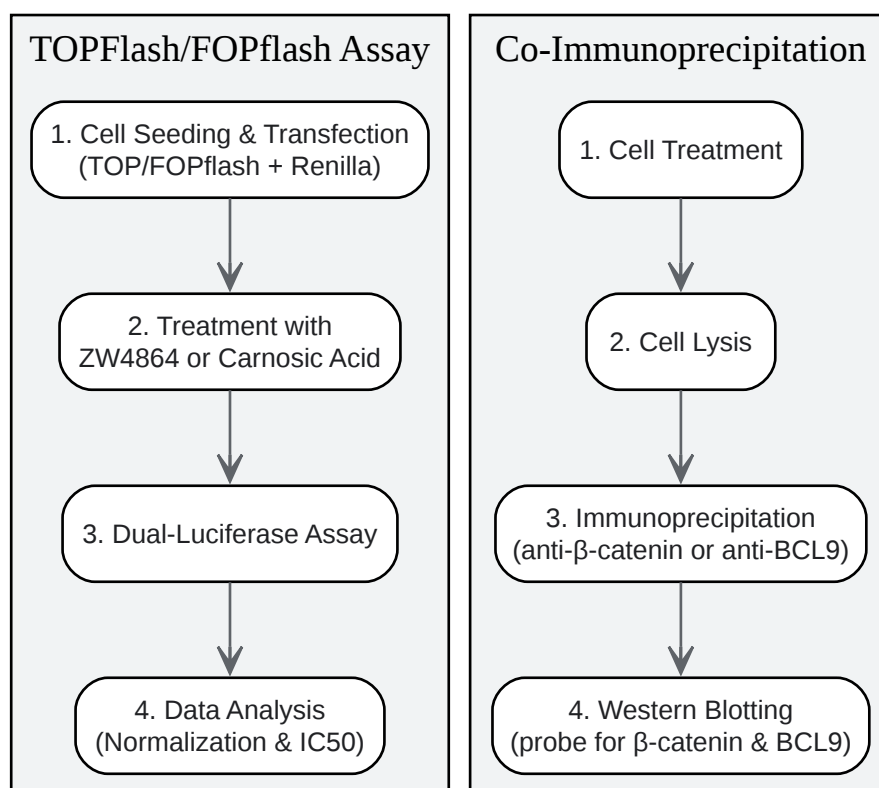 TOPFlash/FOPflash Assay
1. Cell Seeding & Transfection
(TOP/FOPflash + Renilla)
2. Treatment with
ZW4864 or Carnosic Acid
3. Dual-Luciferase Assay
4. Data Analysis
(Normalization & IC50)
Co-Immunoprecipitation
1. Cell Treatment
2. Cell Lysis
3. Immunoprecipitation
(anti-β-catenin or anti-BCL9)
4. Western Blotting
(probe for β-catenin & BCL9)